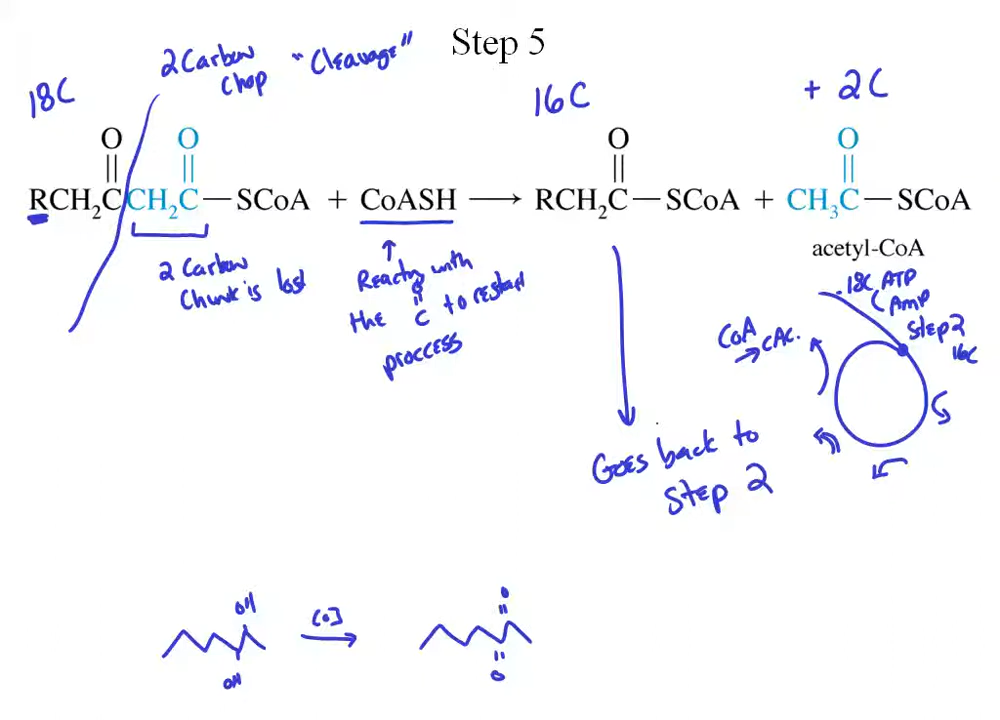 Step 5
2 Carbon "Cleavage"
Chop
18C
16C
+ 2C
O O O O
RCH₂CCH₂C—SCoA + CoASH ⟶ RCH₂C—SCoA + CH₃C—SCoA
acetyl-CoA
2 Carbon
Chunk is lost
Reacting with
the C to restart
proccess
O
18C ATP
AMP
Step 2
16C
CoA
→ CAC.
Goes back to
Step 2
OH
OH
[O]
O
O